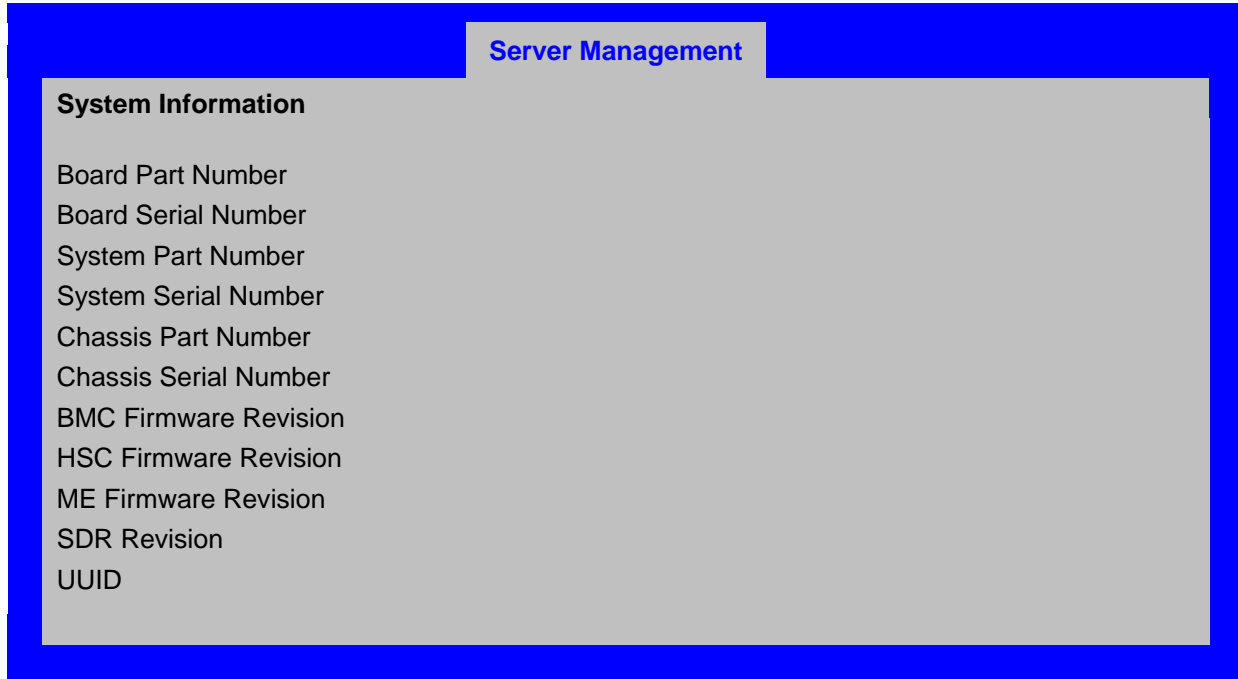 Server Management
System Information
Board Part Number
Board Serial Number
System Part Number
System Serial Number
Chassis Part Number
Chassis Serial Number
BMC Firmware Revision
HSC Firmware Revision
ME Firmware Revision
SDR Revision
UUID